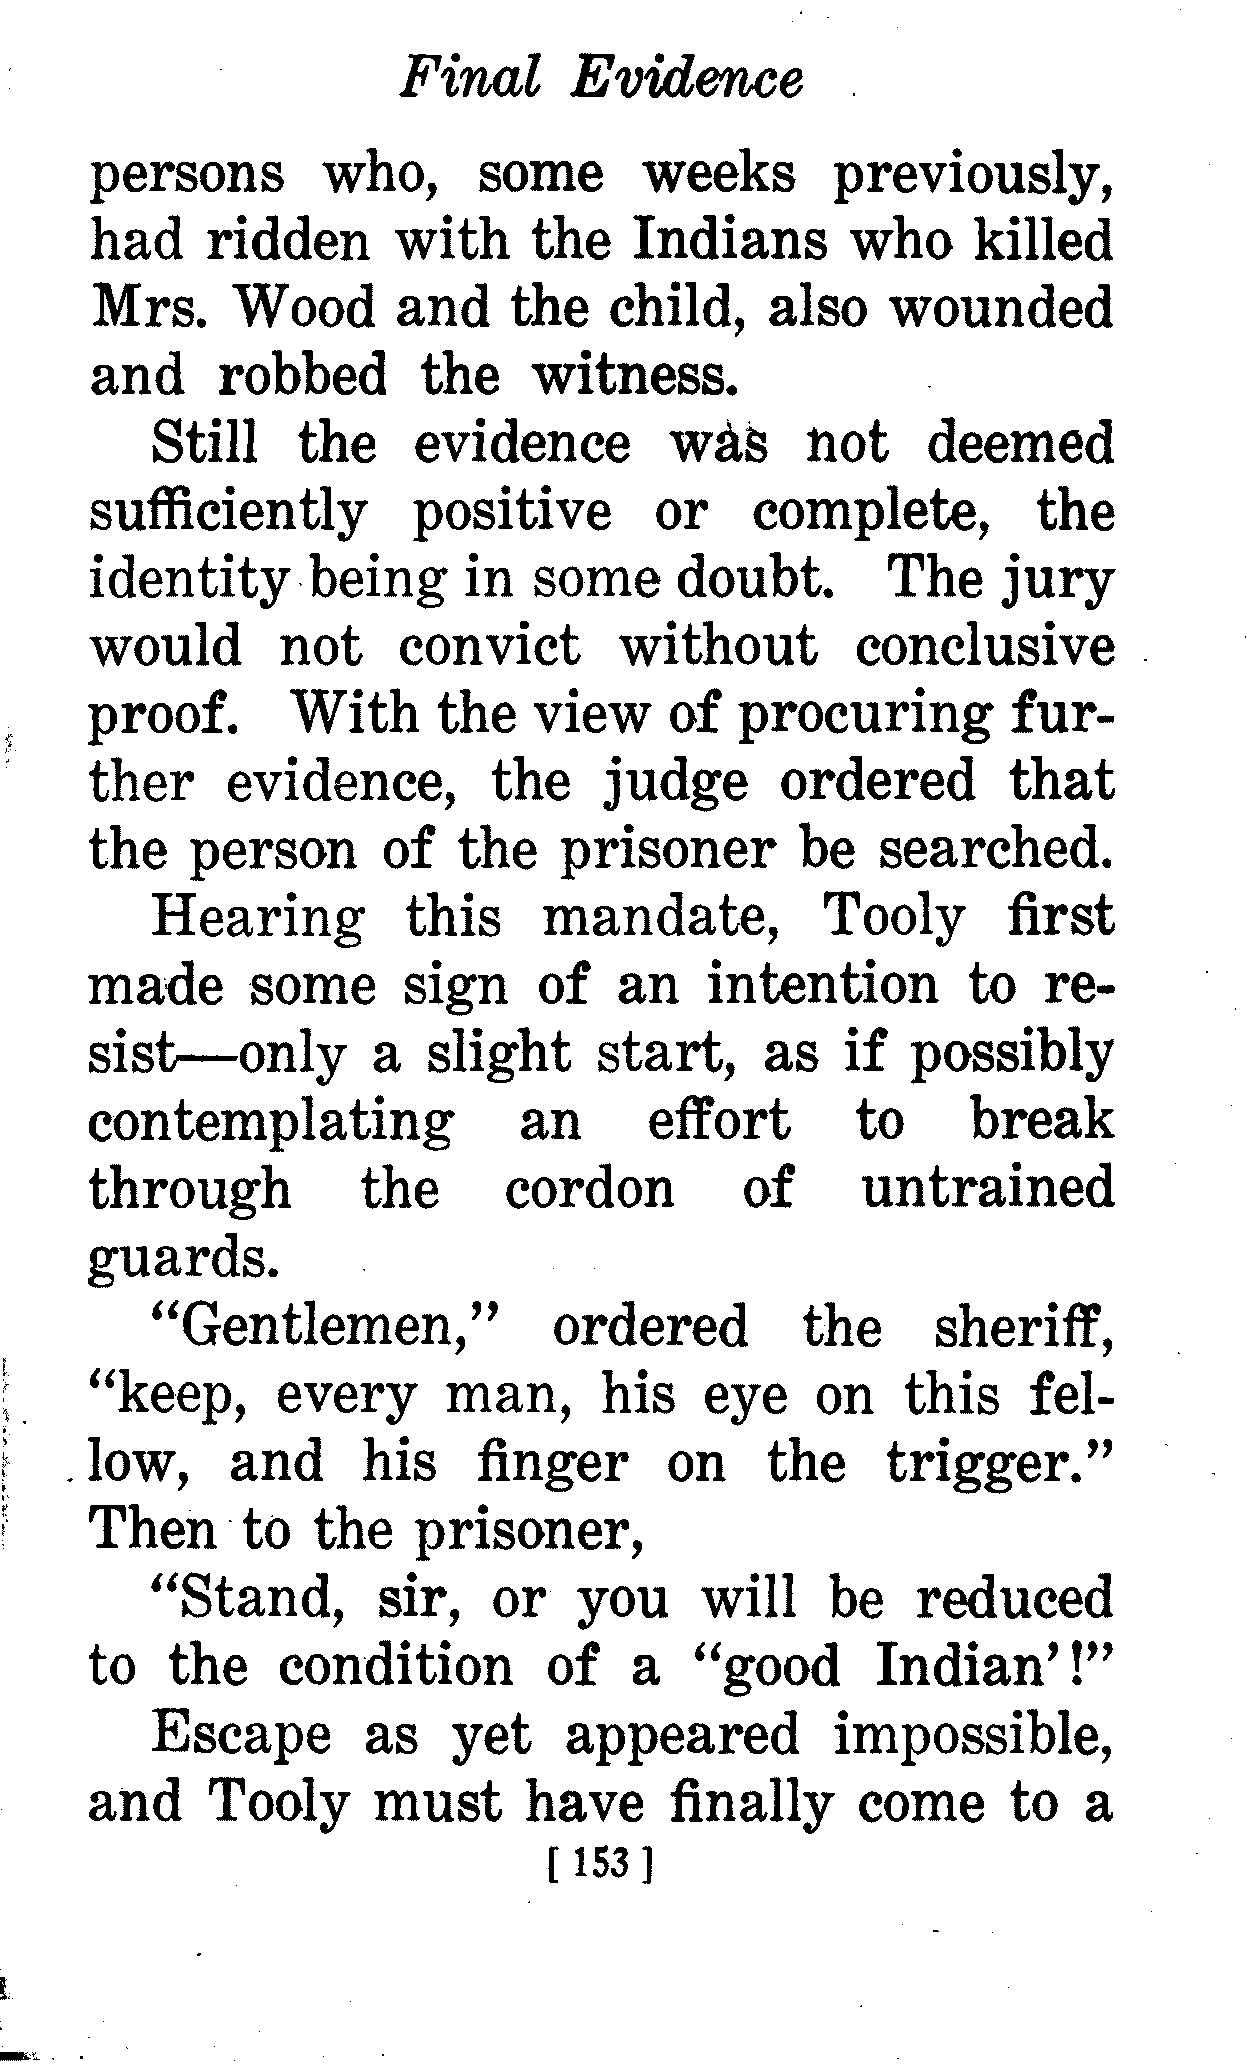 Final Evidence
persons who, some weeks previously,
had ridden with the Indians who killed
Mrs. Wood and the child, also wounded
and robbed the witness.
Still the evidence was not deemed
sufficiently positive or complete, the
identity being in some doubt. The jury
would not convict without conclusive
proof. With the view of procuring fur-
ther evidence, the judge ordered that
the person of the prisoner be searched.
Hearing this mandate, Tooly first
made some sign of an intention to re-
sist—only a slight start, as if possibly
contemplating an effort to break
through the cordon of untrained
guards.
“Gentlemen,” ordered the sheriff,
“keep, every man, his eye on this fel-
low, and his finger on the trigger.”
Then to the prisoner,
“Stand, sir, or you will be reduced
to the condition of a “good Indian’!”
Escape as yet appeared impossible,
and Tooly must have finally come to a
[ 153 ]